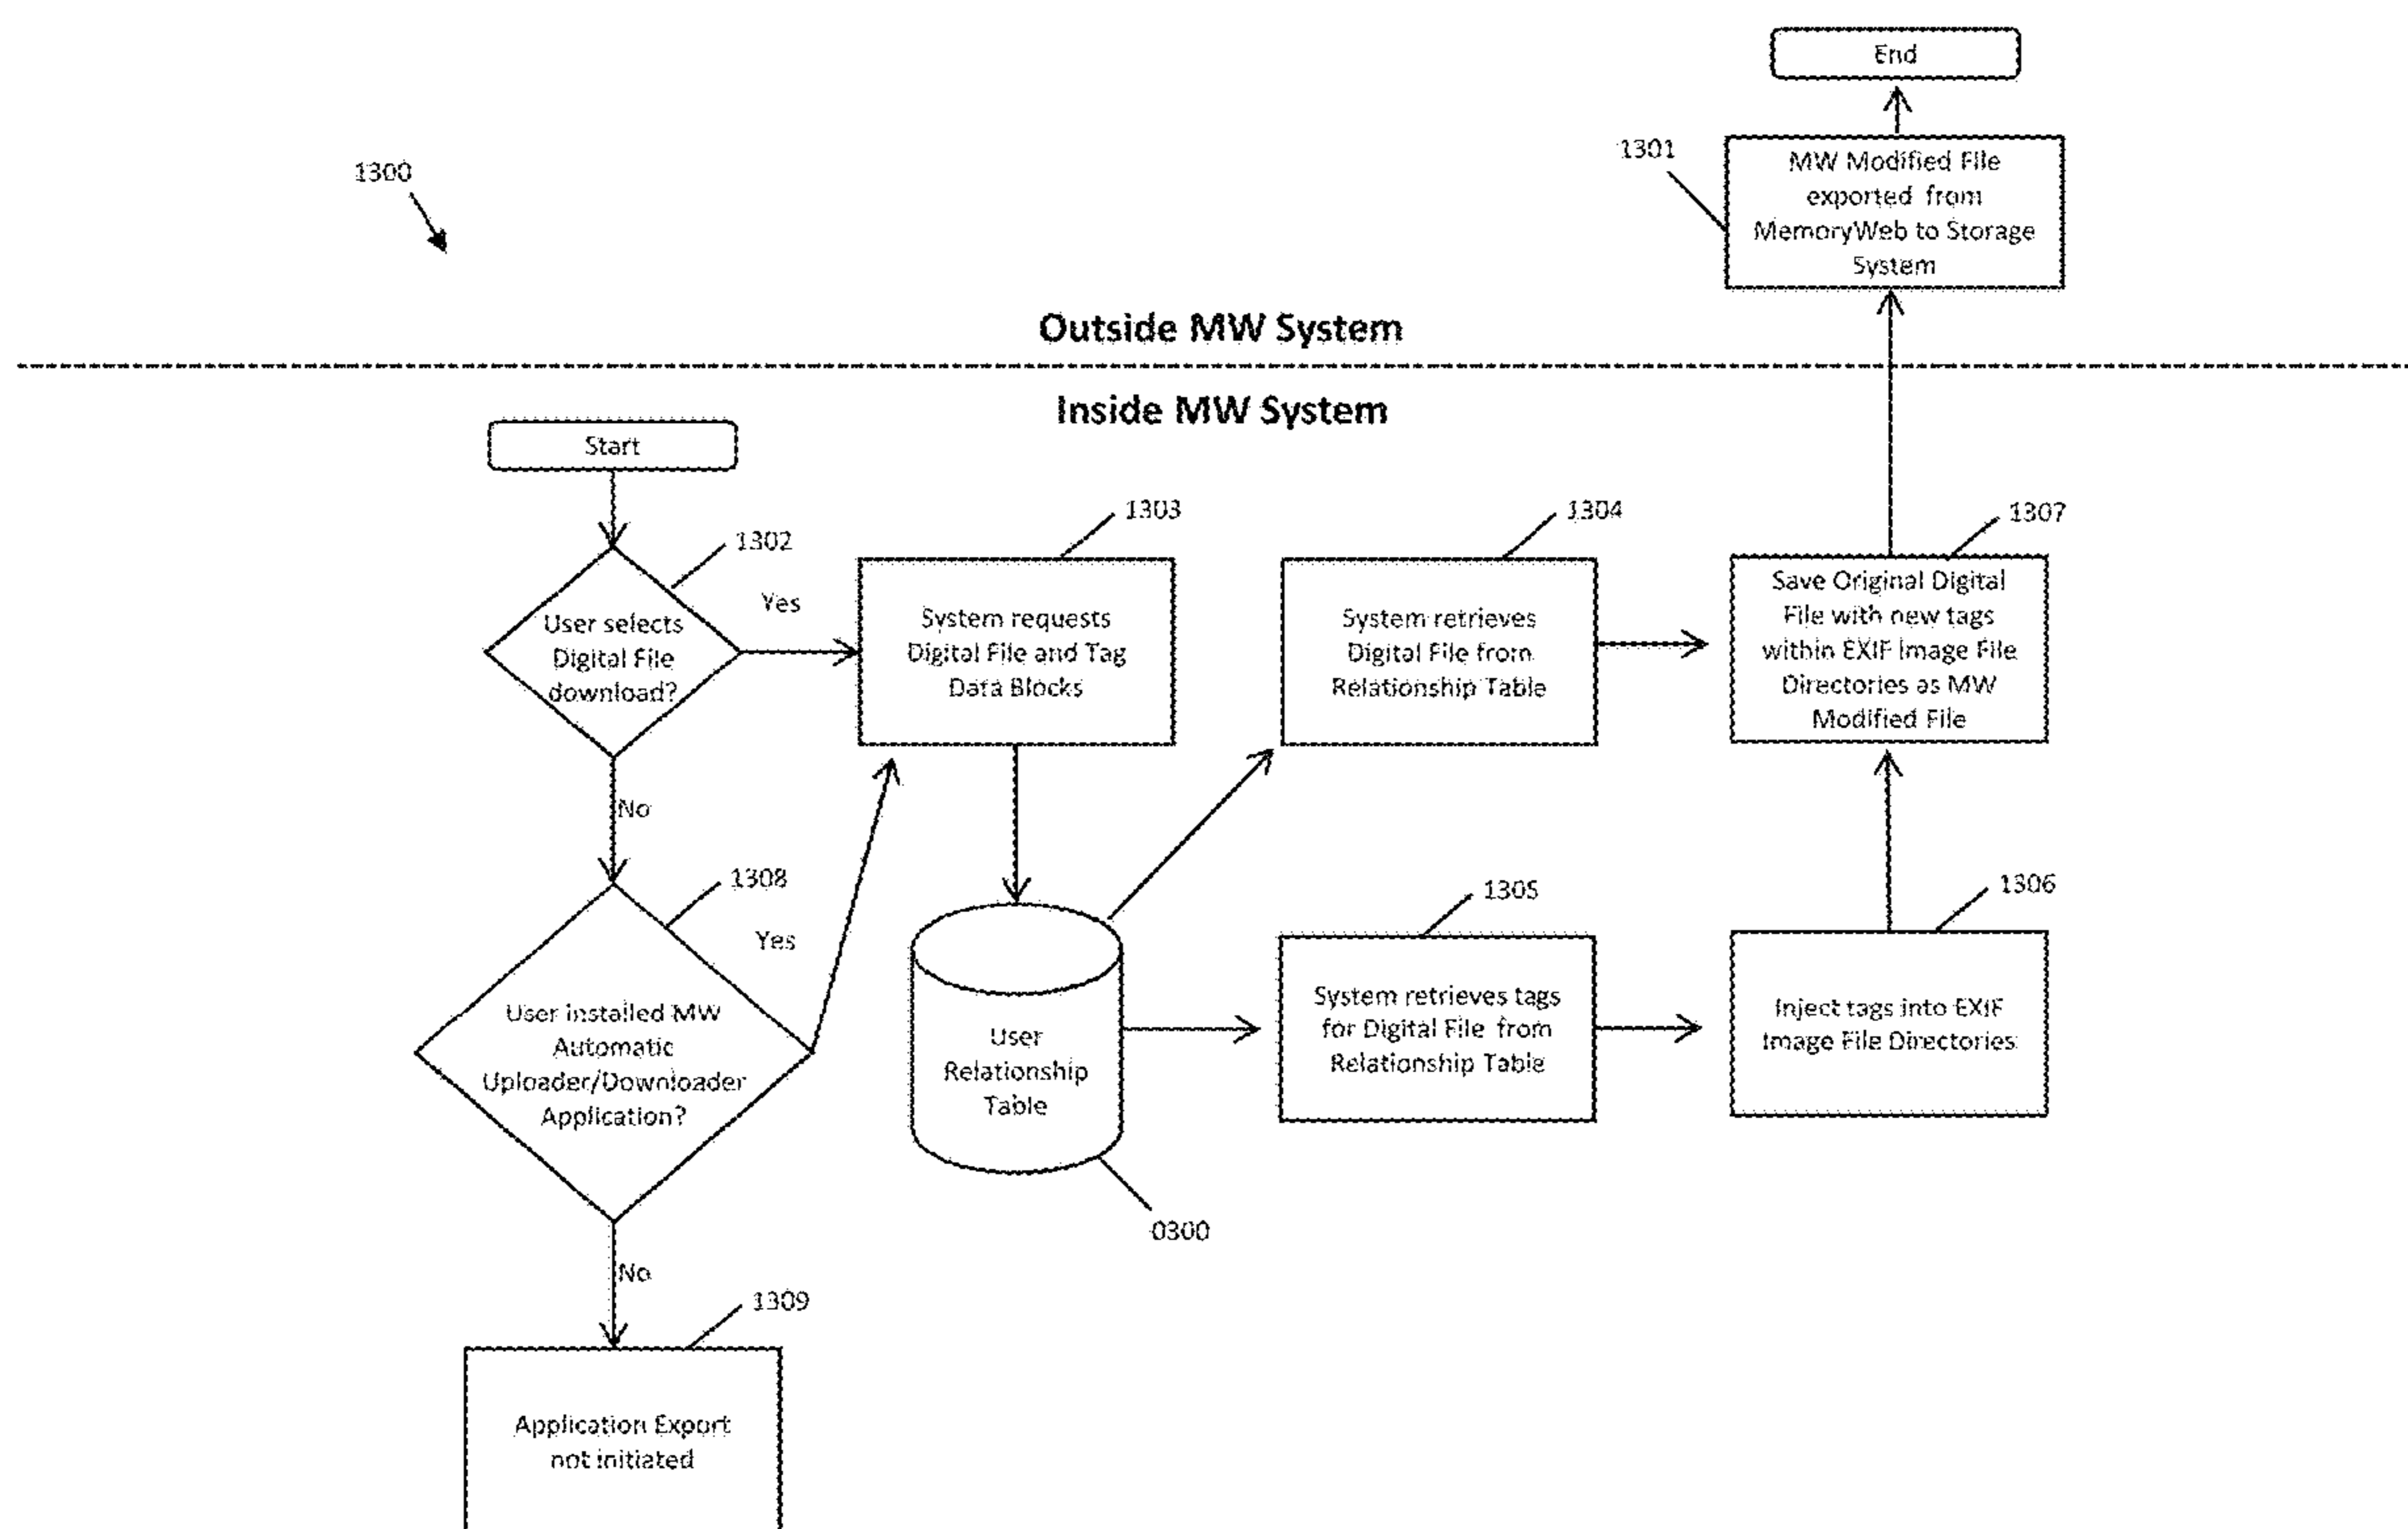 End
1301
MW Modified File
exported from
MemoryWeb to Storage
System
1300
Outside MW System
Inside MW System
Start
1302
User selects
Digital File
download?
Yes
No
1303
System requests
Digital File and Tag
Data Blocks
1304
System retrieves
Digital File from
Relationship Table
1307
Save Original Digital
File with new tags
within EXIF Image File
Directories as MW
Modified File
1308
User installed MW
Automatic
Uploader/Downloader
Application?
Yes
No
User
Relationship
Table
0300
1305
System retrieves tags
for Digital File from
Relationship Table
1306
Inject tags into EXIF
Image File Directories
1309
Application Export
not initiated